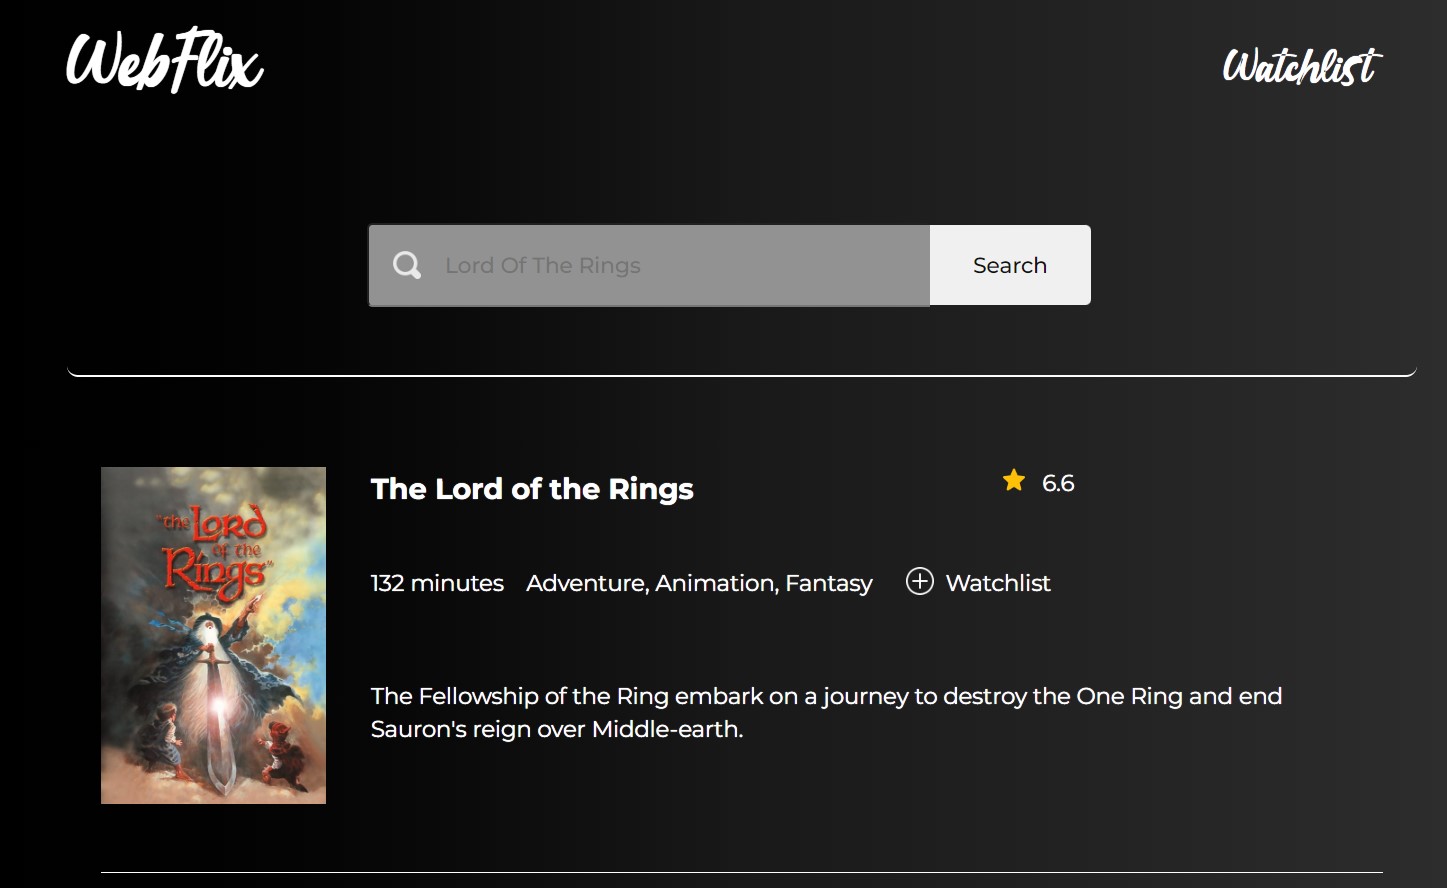 WebFlix
Watchlist
Lord Of The Rings
Search
"the Lord
of the
Rings"
The Lord of the Rings
6.6
132 minutes
Adventure, Animation, Fantasy
Watchlist
The Fellowship of the Ring embark on a journey to destroy the One Ring and end
Sauron's reign over Middle-earth.